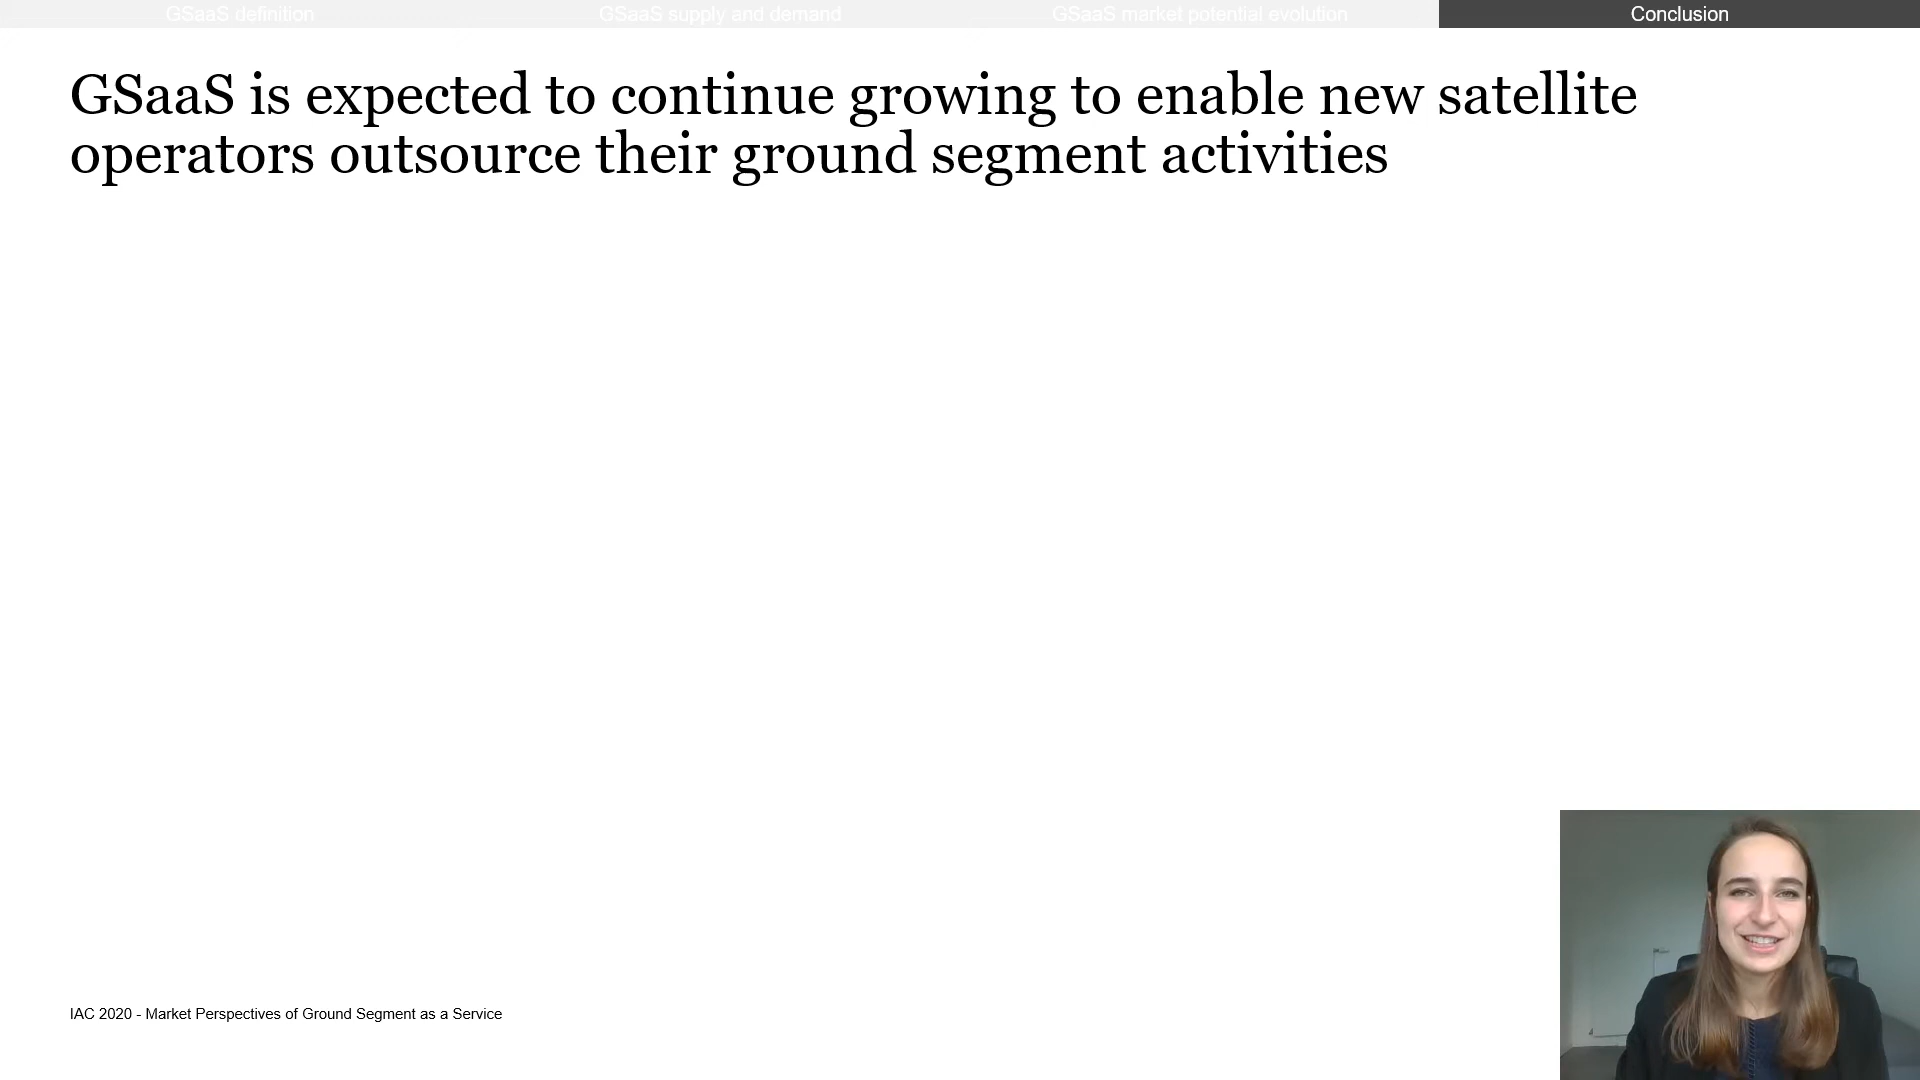 GSaaS definition
GSaaS supply and demand
GSaaS market potential evolution
Conclusion
GSaaS is expected to continue growing to enable new satellite
operators outsource their ground segment activities
IAC 2020 - Market Perspectives of Ground Segment as a Service